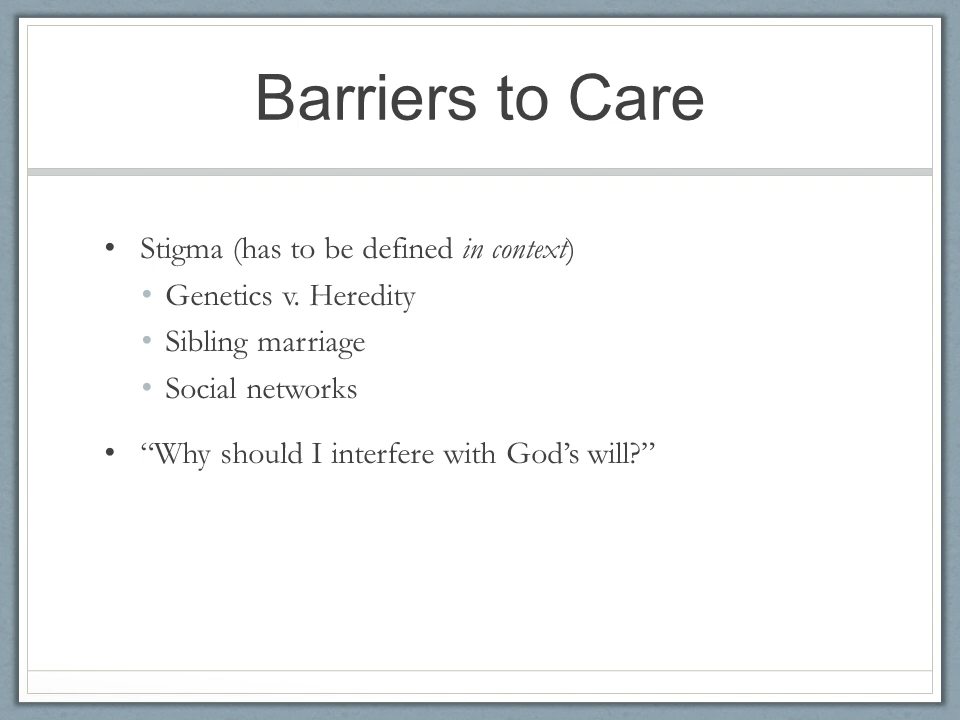 Barriers to Care
• Stigma (has to be defined in context)
• Genetics v. Heredity
• Sibling marriage
• Social networks
• “Why should I interfere with God’s will?”